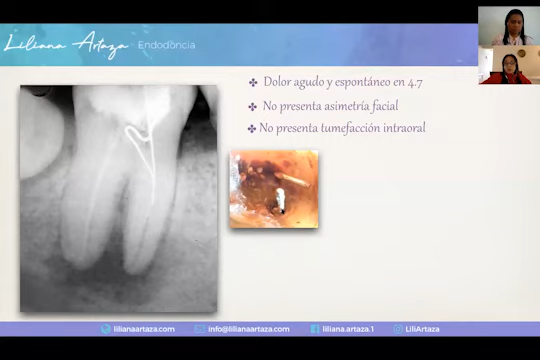 Liliana Artaza Endodòncia
Dolor agudo y espontáneo en 4.7
No presenta asimetría facial
No presenta tumefacción intraoral
lilianaartaza.com info@lilianaartaza.com liliana.artaza.1 LiliArtaza